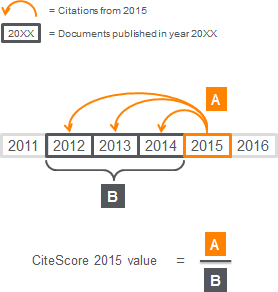 = Citations from 2015
20XX = Documents published in year 20XX
A
2011 2012 2013 2014 2015 2016
B
CiteScore 2015 value = A
B